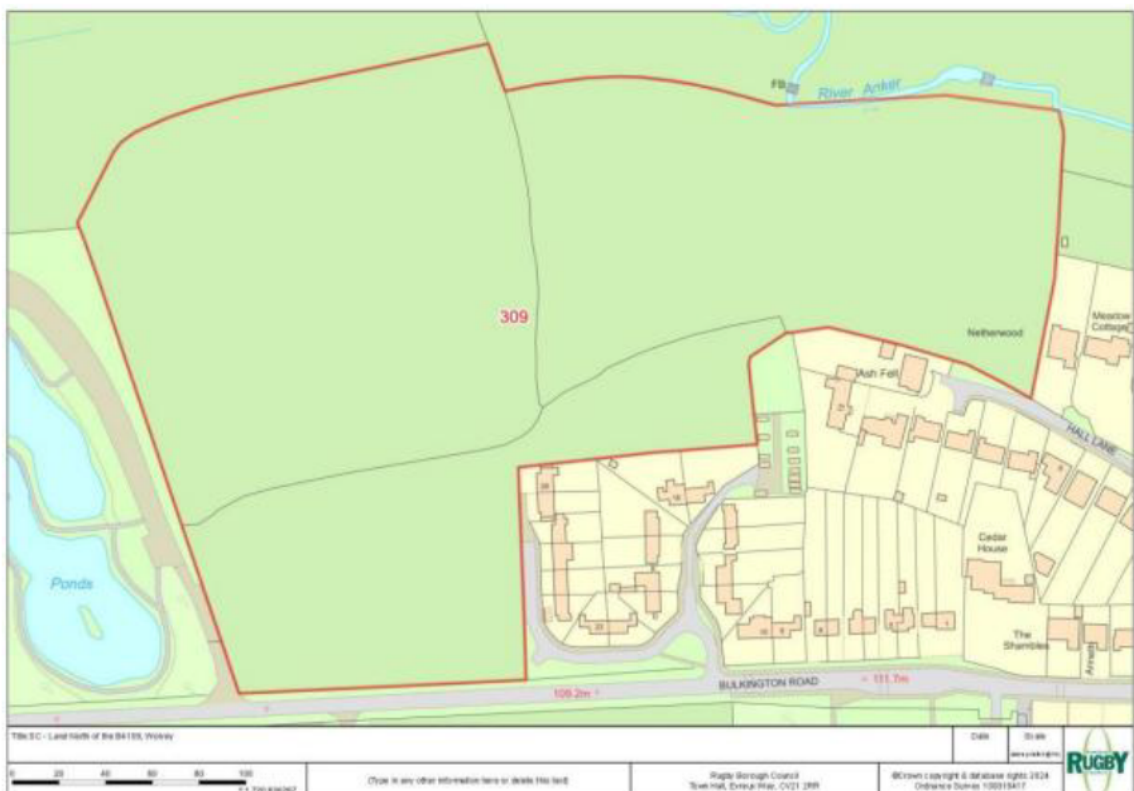 FB
River Anker
309
Netherwood
Meadow
Cottage
Ash Fell
HALL LANE
Cedar
House
The
Shambles
Ponds
109.2m
BULKINGTON ROAD
111.7m
Date
Scale
0 20 40 60 80 100
(Type in any other information here or delete this text)
Rugby Borough Council
Town Hall, Evreux Way, CV21 2RR
©Crown copyright & database rights 2024
RUGBY